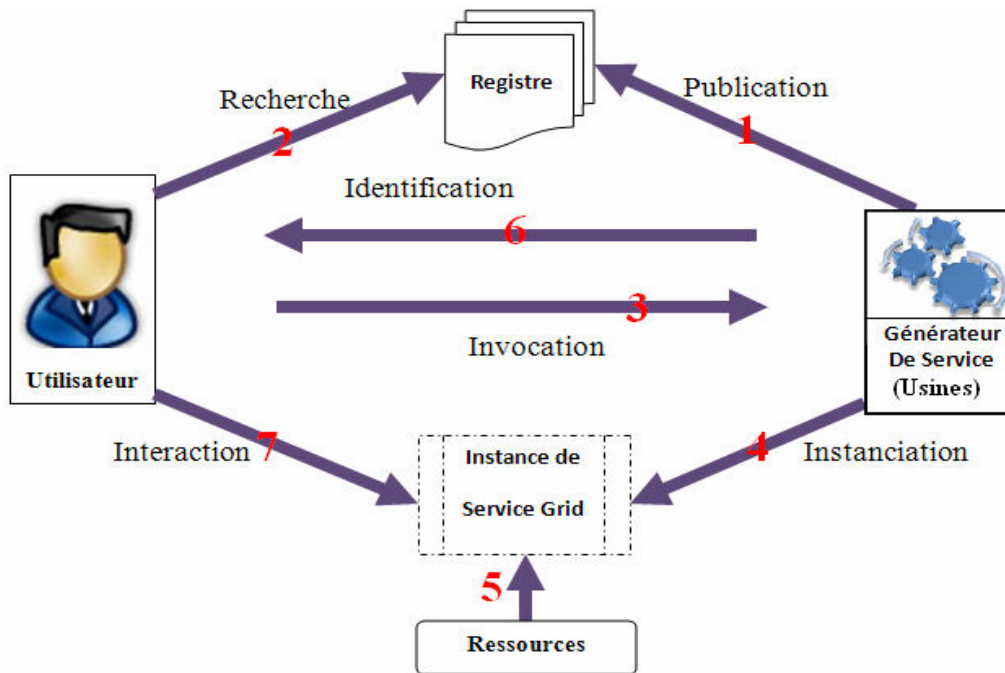 Registre
Recherche
2
Publication
1
Identification
6
3
Invocation
Utilisateur
Générateur
De Service
(Usines)
Interaction
7
4
Instanciation
Instance de
Service Grid
5
Ressources